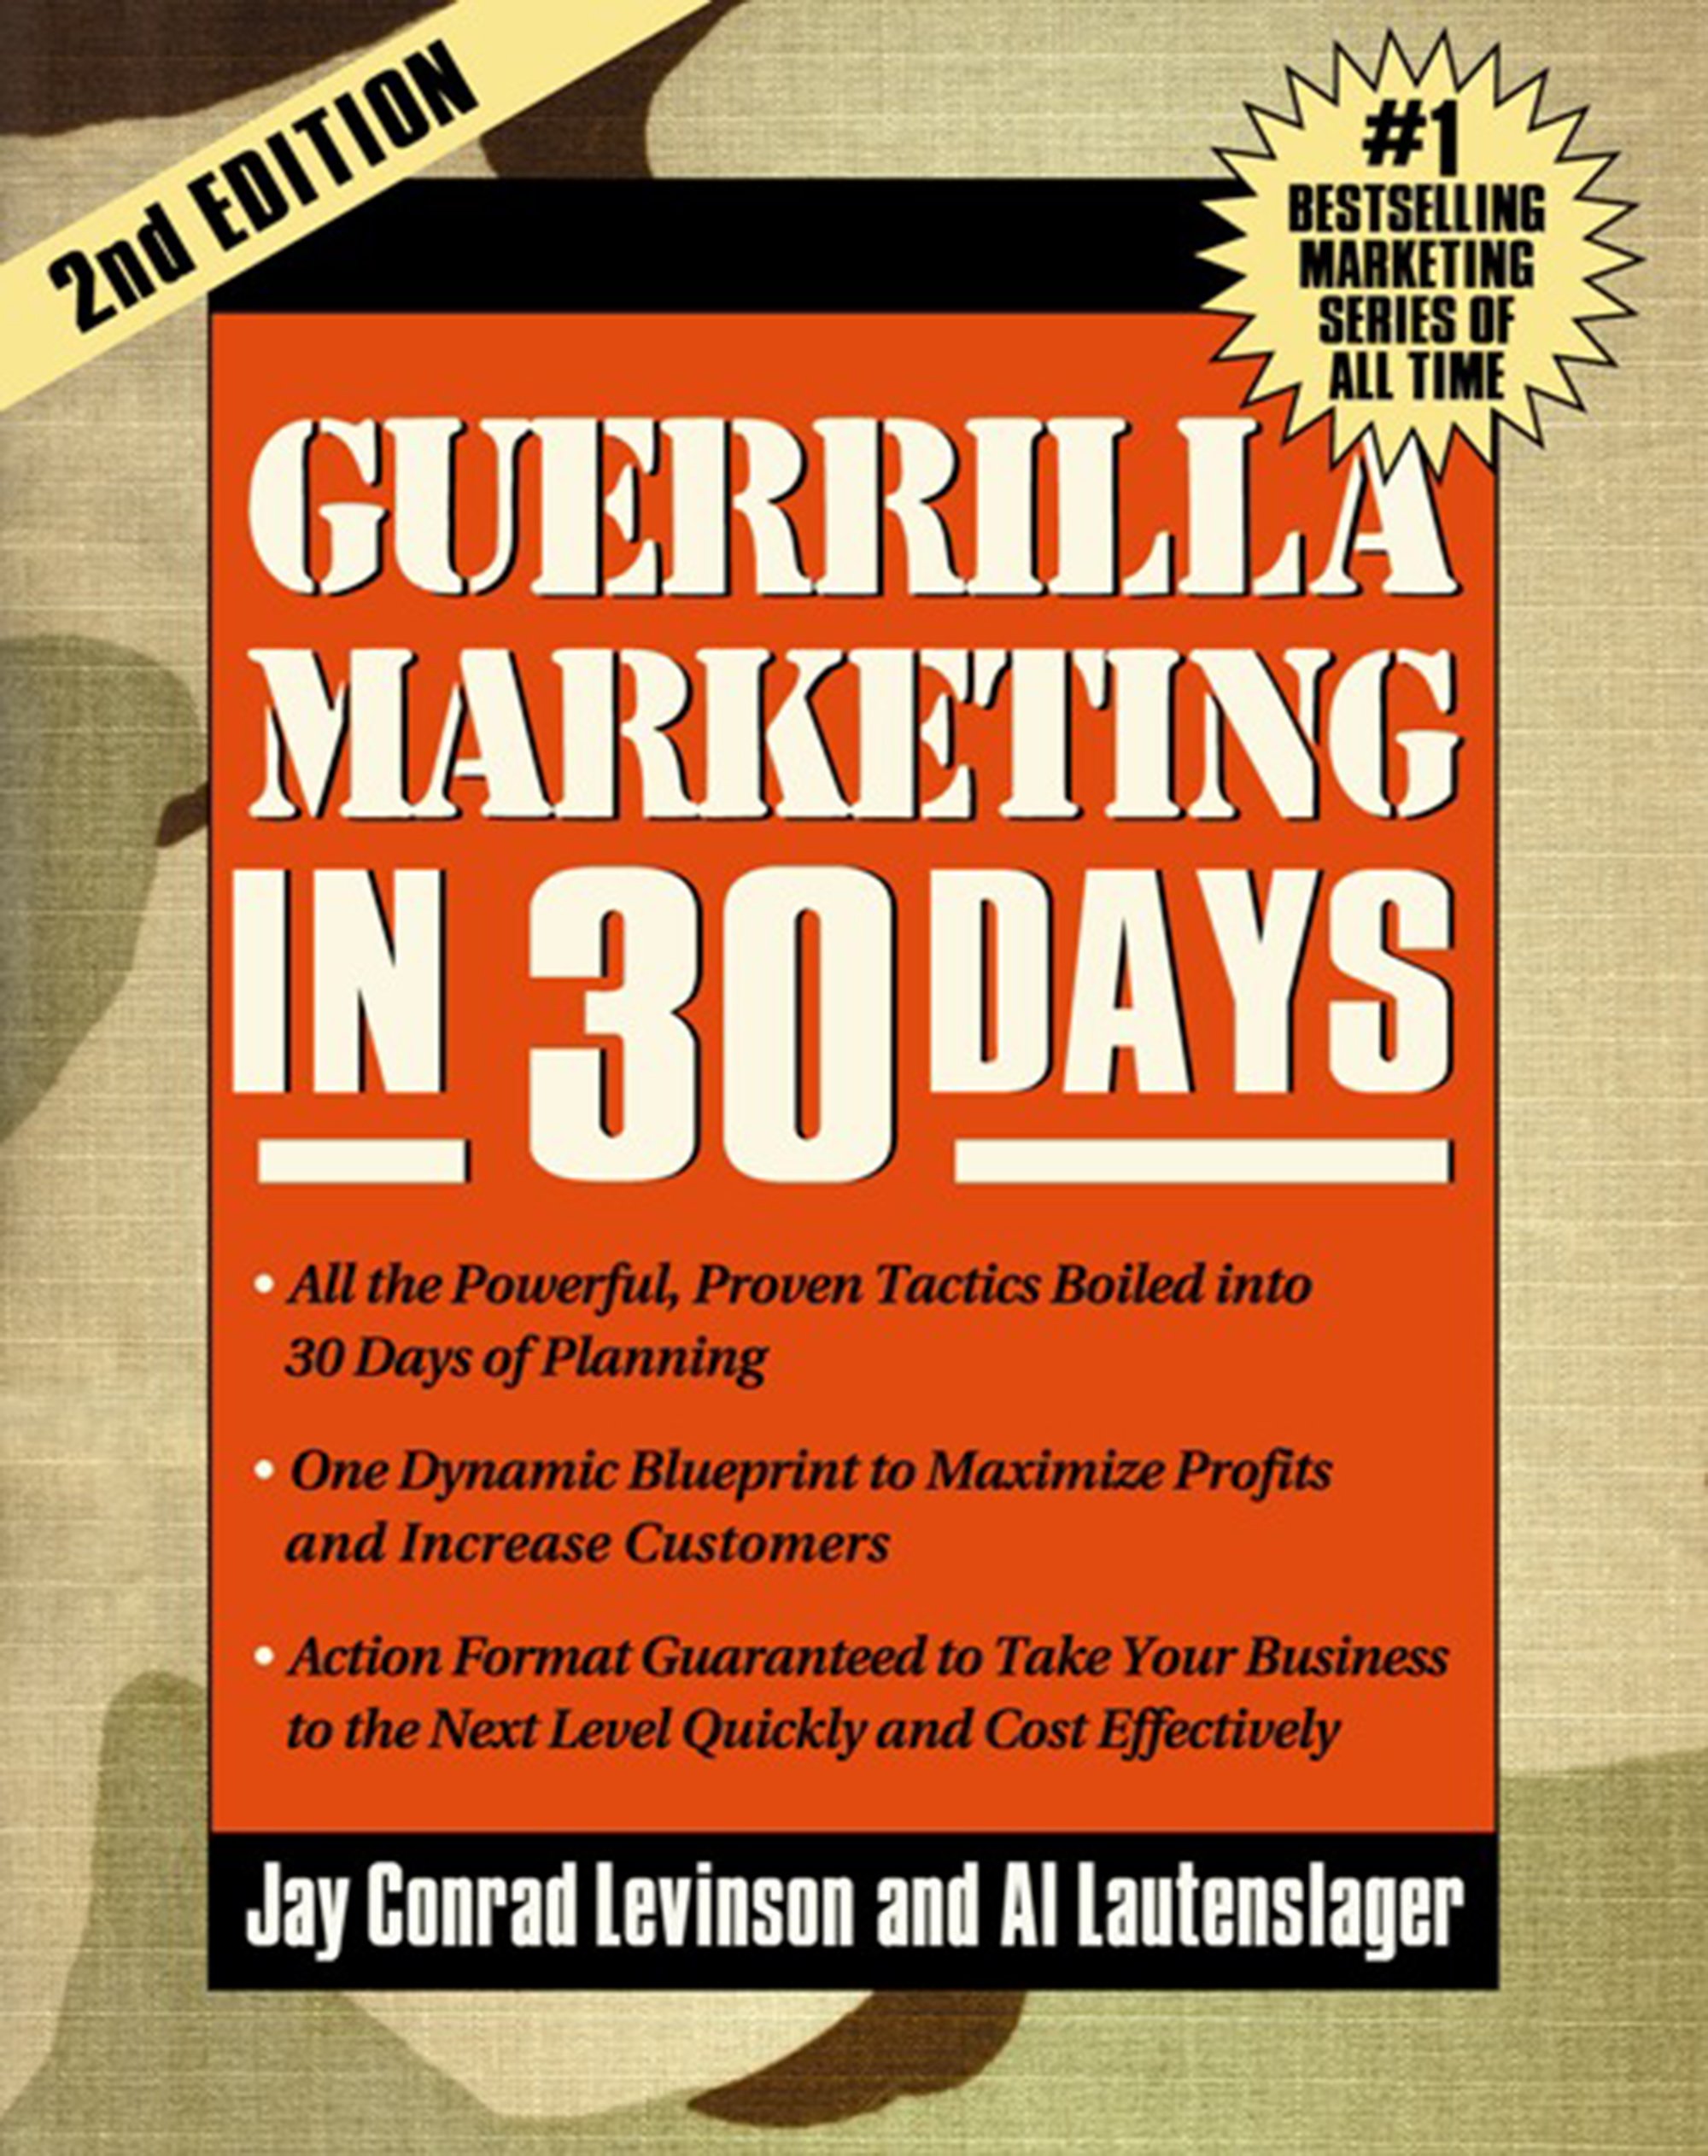 2nd EDITION
#1
BESTSELLING
MARKETING
SERIES OF
ALL TIME
GUERRILLA
MARKETING
IN 30 DAYS
• All the Powerful, Proven Tactics Boiled into
30 Days of Planning
• One Dynamic Blueprint to Maximize Profits
and Increase Customers
• Action Format Guaranteed to Take Your Business
to the Next Level Quickly and Cost Effectively
Jay Conrad Levinson and Al Lautenslager